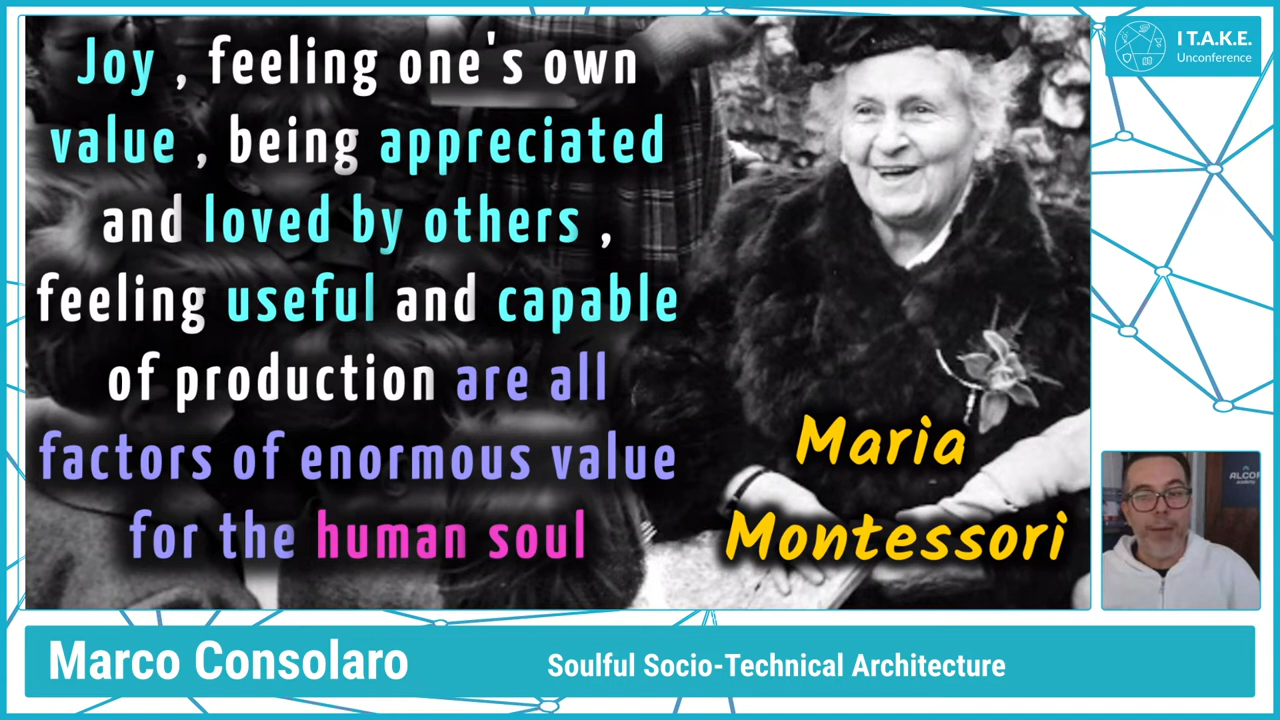 Joy , feeling one's own
value , being appreciated
and loved by others ,
feeling useful and capable
of production are all
factors of enormous value
for the human soul
Maria
Montessori
I T.A.K.E.
Unconference
Marco Consolaro
Soulful Socio-Technical Architecture